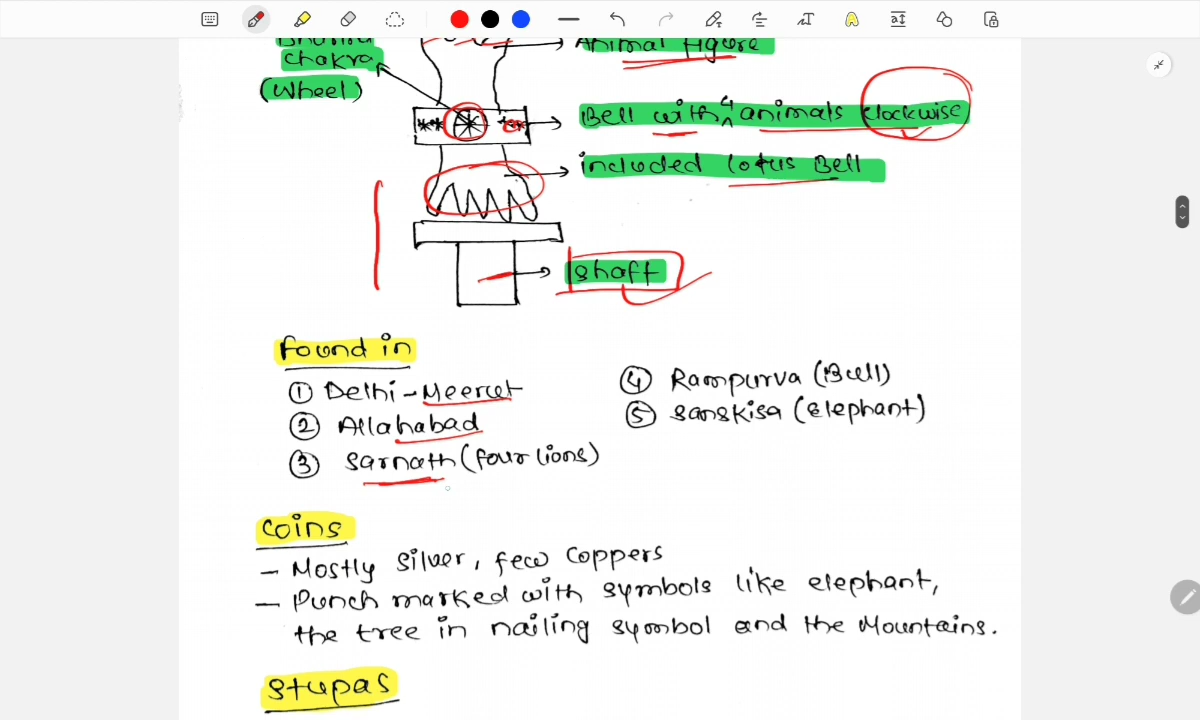 chakra
(wheel)
Animal figure
Bell with 4 animals clockwise
included lotus Bell
shaft
found in
① Delhi - Meerut
② Allahabad
③ Sarnath (four lions)
④ Rampurva (Bull)
⑤ Sanskisa (Elephant)
Coins
- Mostly silver, few Coppers
- Punch marked with symbols like elephant,
the tree in nailing symbol and the Mountains.
Stupas